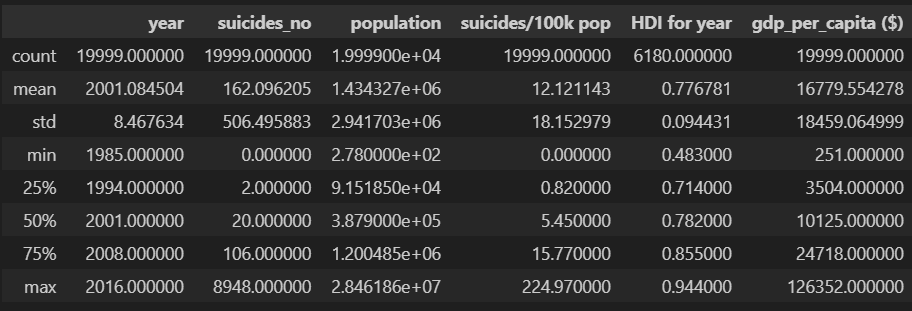 year suicides_no population suicides/100k pop HDI for year gdp_per_capita ($)
count 19999.000000 19999.000000 1.999900e+04 19999.000000 6180.000000 19999.000000
mean 2001.084504 162.096205 1.434327e+06 12.121143 0.776781 16779.554278
std 8.467634 506.495883 2.941703e+06 18.152979 0.094431 18459.064999
min 1985.000000 0.000000 2.780000e+02 0.000000 0.483000 251.000000
25% 1994.000000 2.000000 9.151850e+04 0.820000 0.714000 3504.000000
50% 2001.000000 20.000000 3.879000e+05 5.450000 0.782000 10125.000000
75% 2008.000000 106.000000 1.200485e+06 15.770000 0.855000 24718.000000
max 2016.000000 8948.000000 2.846186e+07 224.970000 0.944000 126352.000000